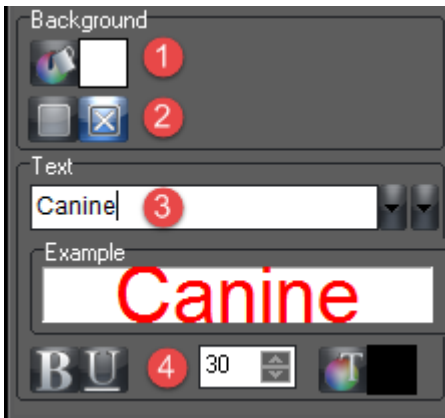 Background
1
2
Text
Canine 3
Example
Canine
B U 4 30 T